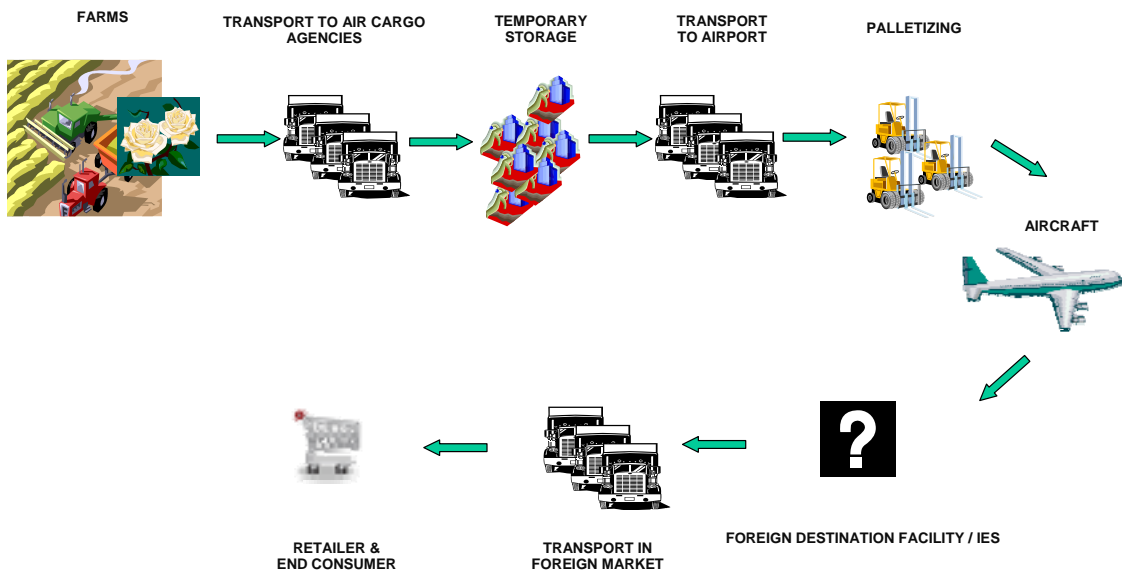 FARMS
TRANSPORT TO AIR CARGO
AGENCIES
TEMPORARY
STORAGE
TRANSPORT
TO AIRPORT
PALLETIZING
AIRCRAFT
?
FOREIGN DESTINATION FACILITY / IES
TRANSPORT IN
FOREIGN MARKET
RETAILER &
END CONSUMER